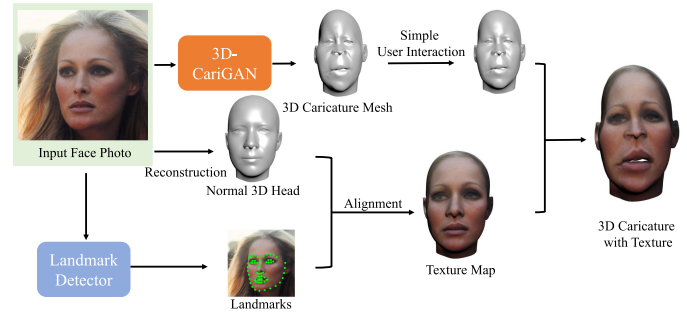 3D-
CariGAN
Simple
User Interaction
3D Caricature Mesh
Input Face Photo
Reconstruction
Normal 3D Head
Alignment
Landmark
Detector
Landmarks
Texture Map
3D Caricature
with Texture